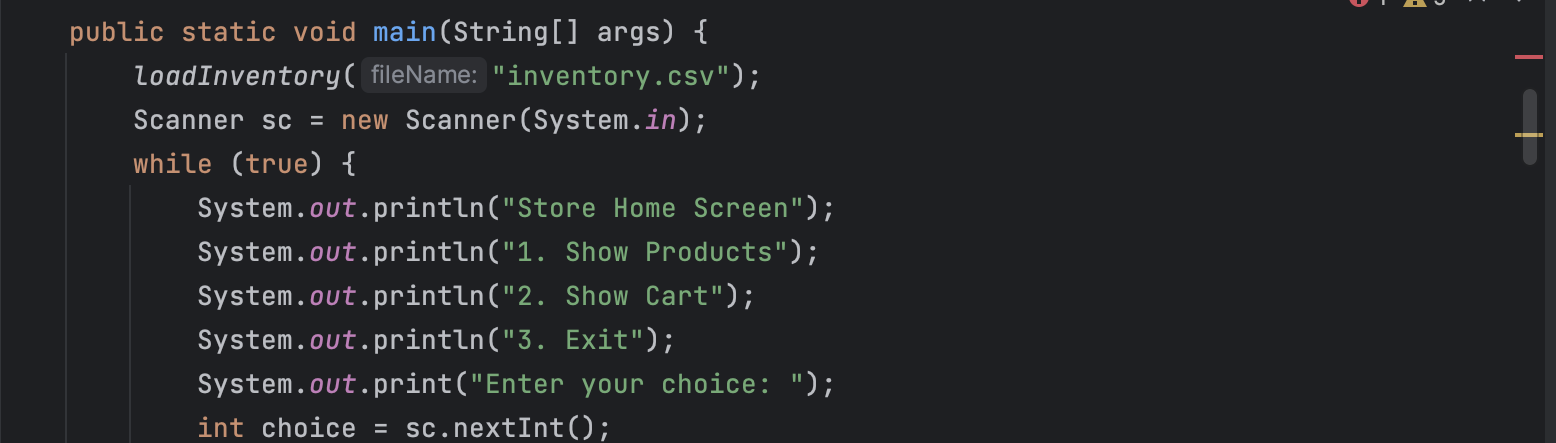 public static void main(String[] args) {
loadInventory( fileName: "inventory.csv");
Scanner sc = new Scanner(System.in);
while (true) {
System.out.println("Store Home Screen");
System.out.println("1. Show Products");
System.out.println("2. Show Cart");
System.out.println("3. Exit");
System.out.print("Enter your choice: ");
int choice = sc.nextInt();